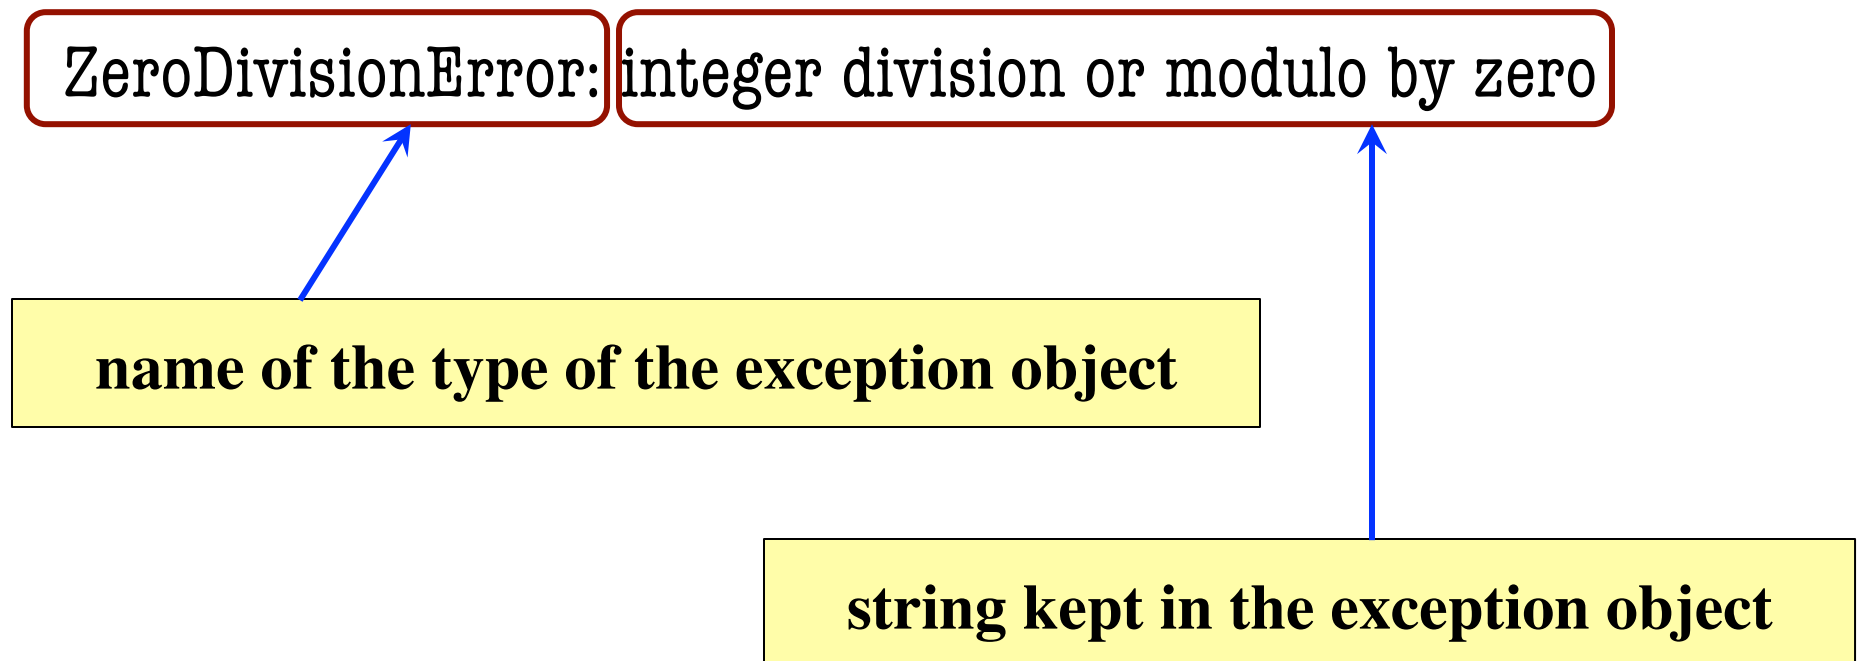 ZeroDivisionError: integer division or modulo by zero
name of the type of the exception object
string kept in the exception object